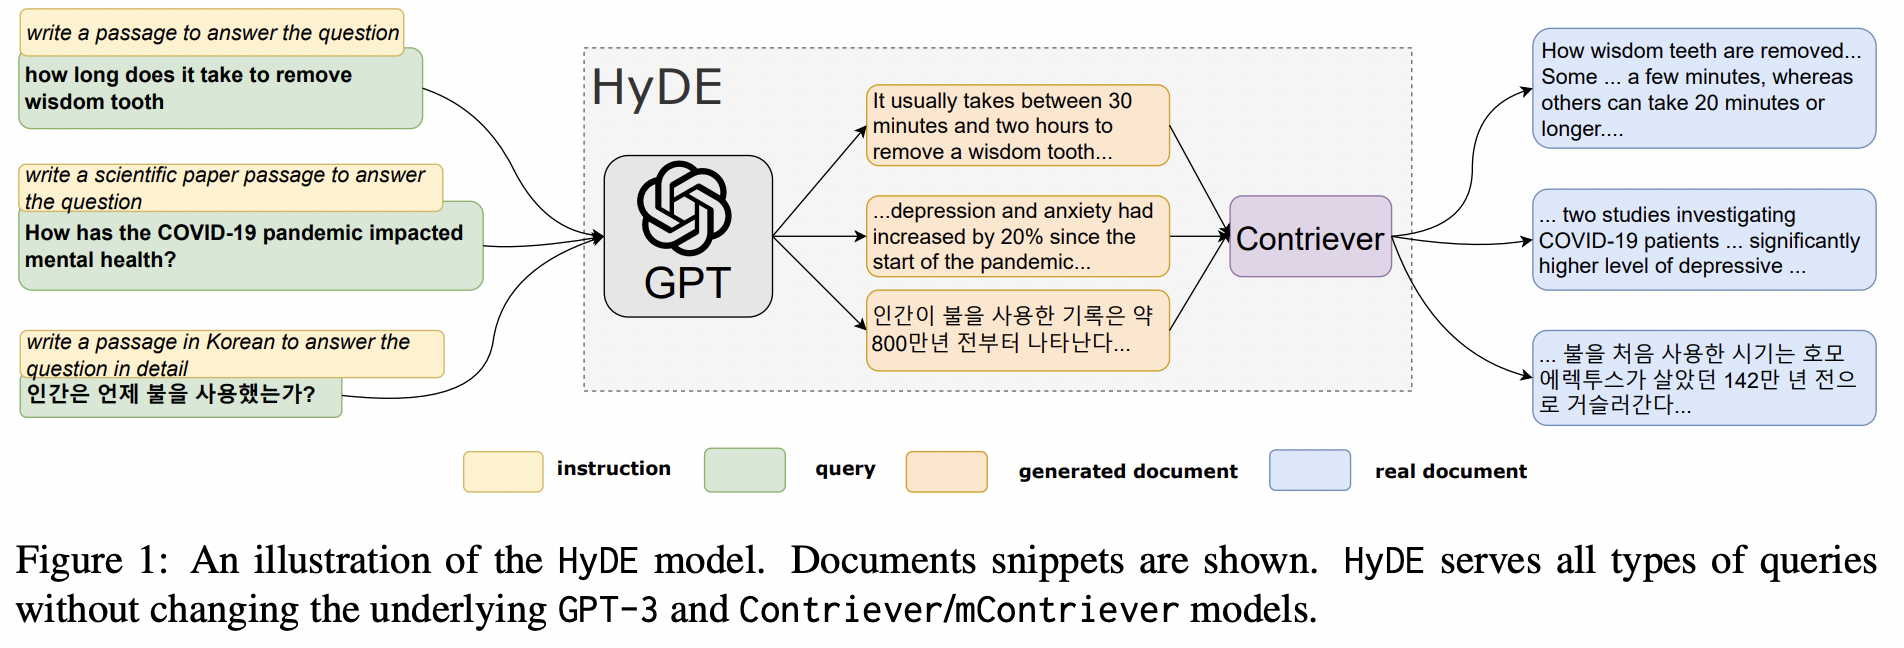 write a passage to answer the question
how long does it take to remove
wisdom tooth
write a scientific paper passage to answer
the question
How has the COVID-19 pandemic impacted
mental health?
write a passage in Korean to answer the
question in detail
인간은 언제 불을 사용했는가?
HyDE
GPT
It usually takes between 30
minutes and two hours to
remove a wisdom tooth...
...depression and anxiety had
increased by 20% since the
start of the pandemic...
인간이 불을 사용한 기록은 약
800만년 전부터 나타난다...
Contriever
How wisdom teeth are removed...
Some ... a few minutes, whereas
others can take 20 minutes or
longer....
... two studies investigating
COVID-19 patients ... significantly
higher level of depressive ...
... 불을 처음 사용한 시기는 호모
에렉투스가 살았던 142만 년 전으
로 거슬러간다...
instruction
query
generated document
real document
Figure 1: An illustration of the HyDE model. Documents snippets are shown. HyDE serves all types of queries
without changing the underlying GPT-3 and Contriever/mContriever models.